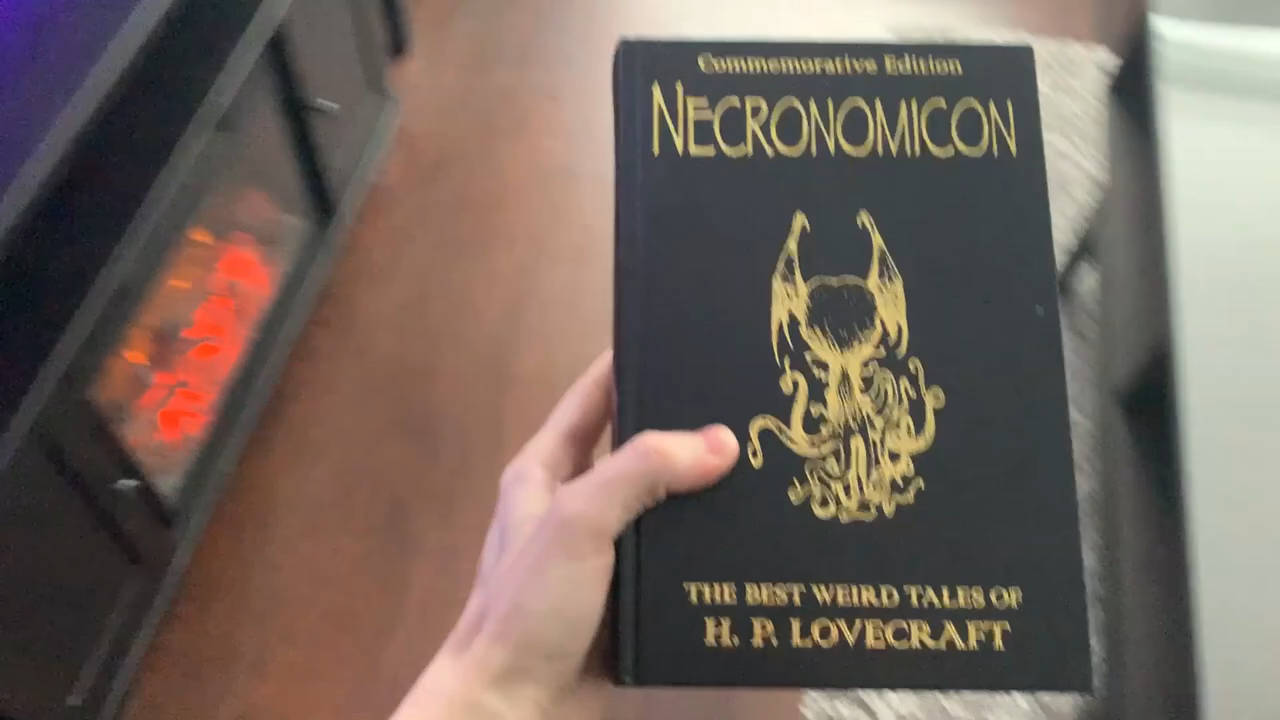 Commemorative Edition
NECRONOMICON
THE BEST WEIRD TALES OF
H. P. LOVECRAFT